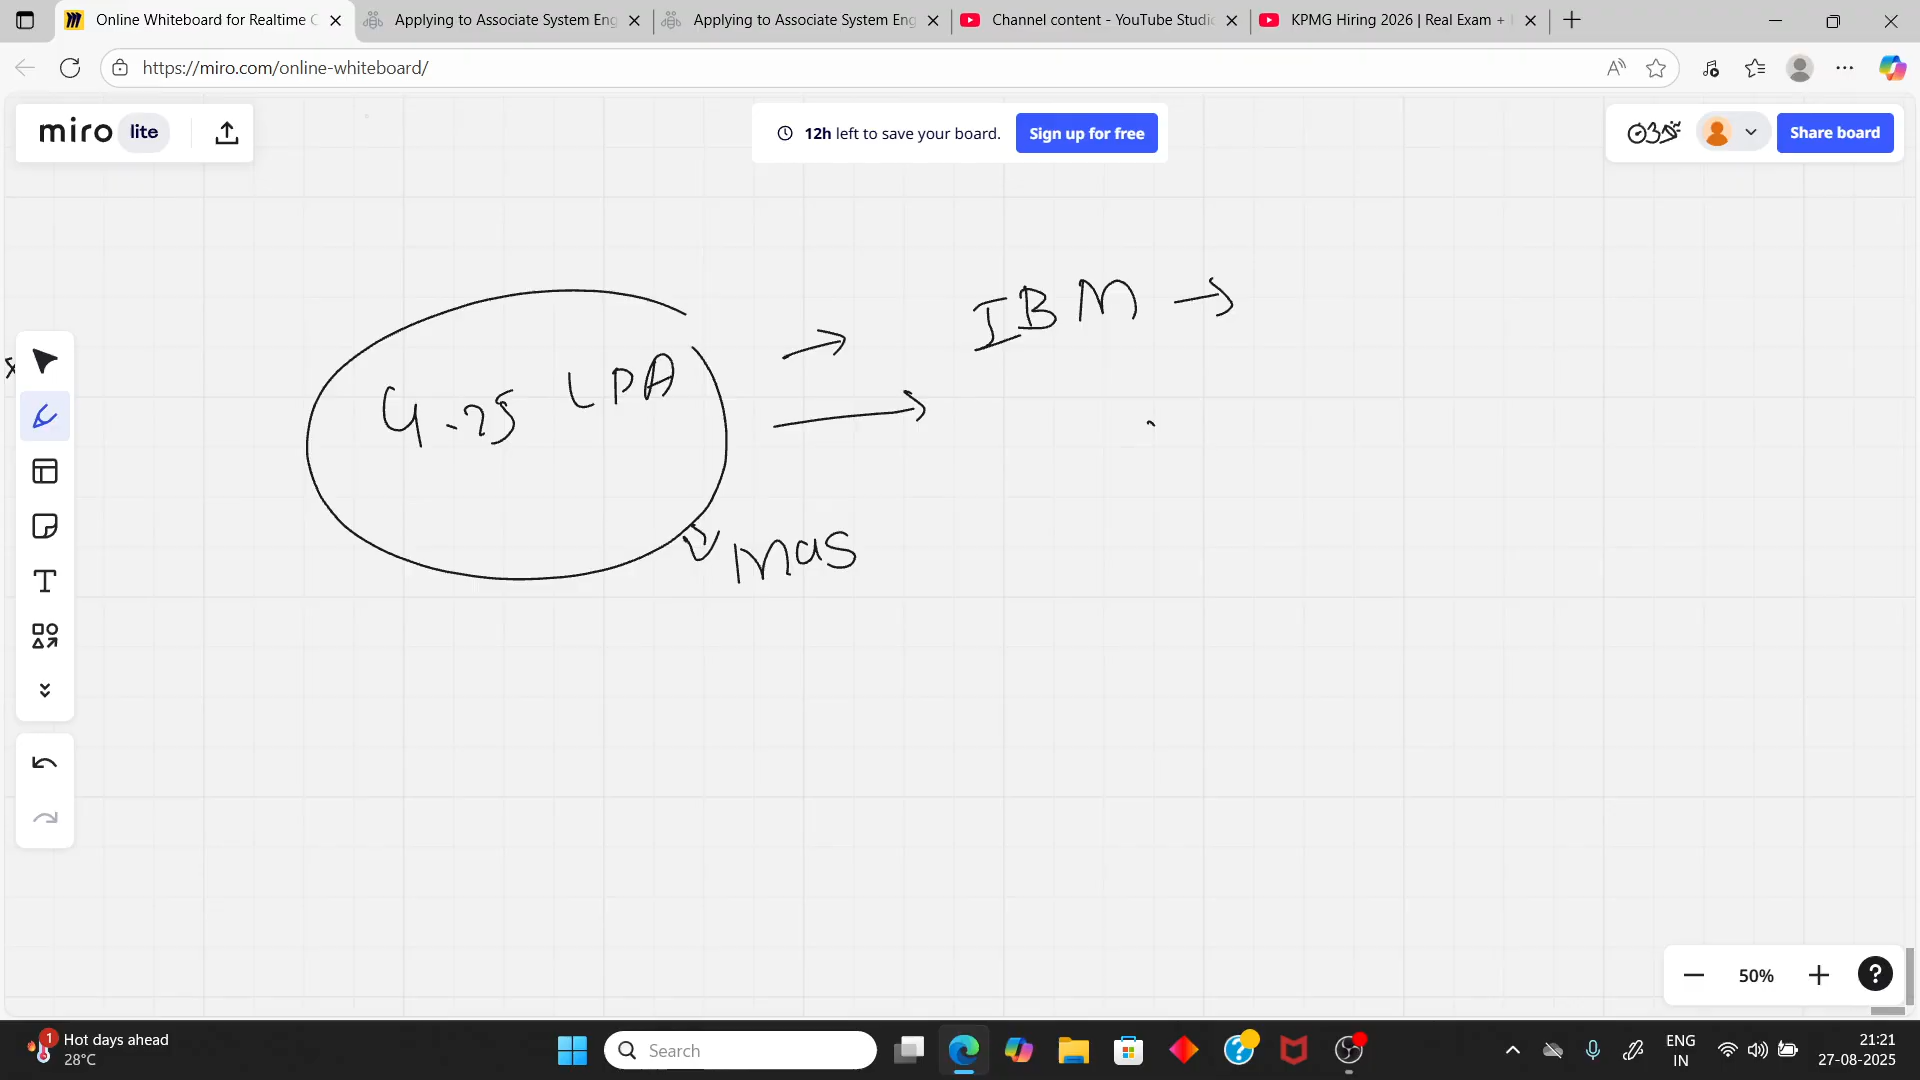 Online Whiteboard for Realtime C
Applying to Associate System Eng
Applying to Associate System Eng
Channel content - YouTube Studi
KPMG Hiring 2026 | Real Exam +
https://miro.com/online-whiteboard/
miro lite
12h left to save your board.
Sign up for free
Share board
IBM →
4.25 LPA
mas
T
50%
?
1
Hot days ahead
28°C
Search
ENG
IN
21:21
27-08-2025